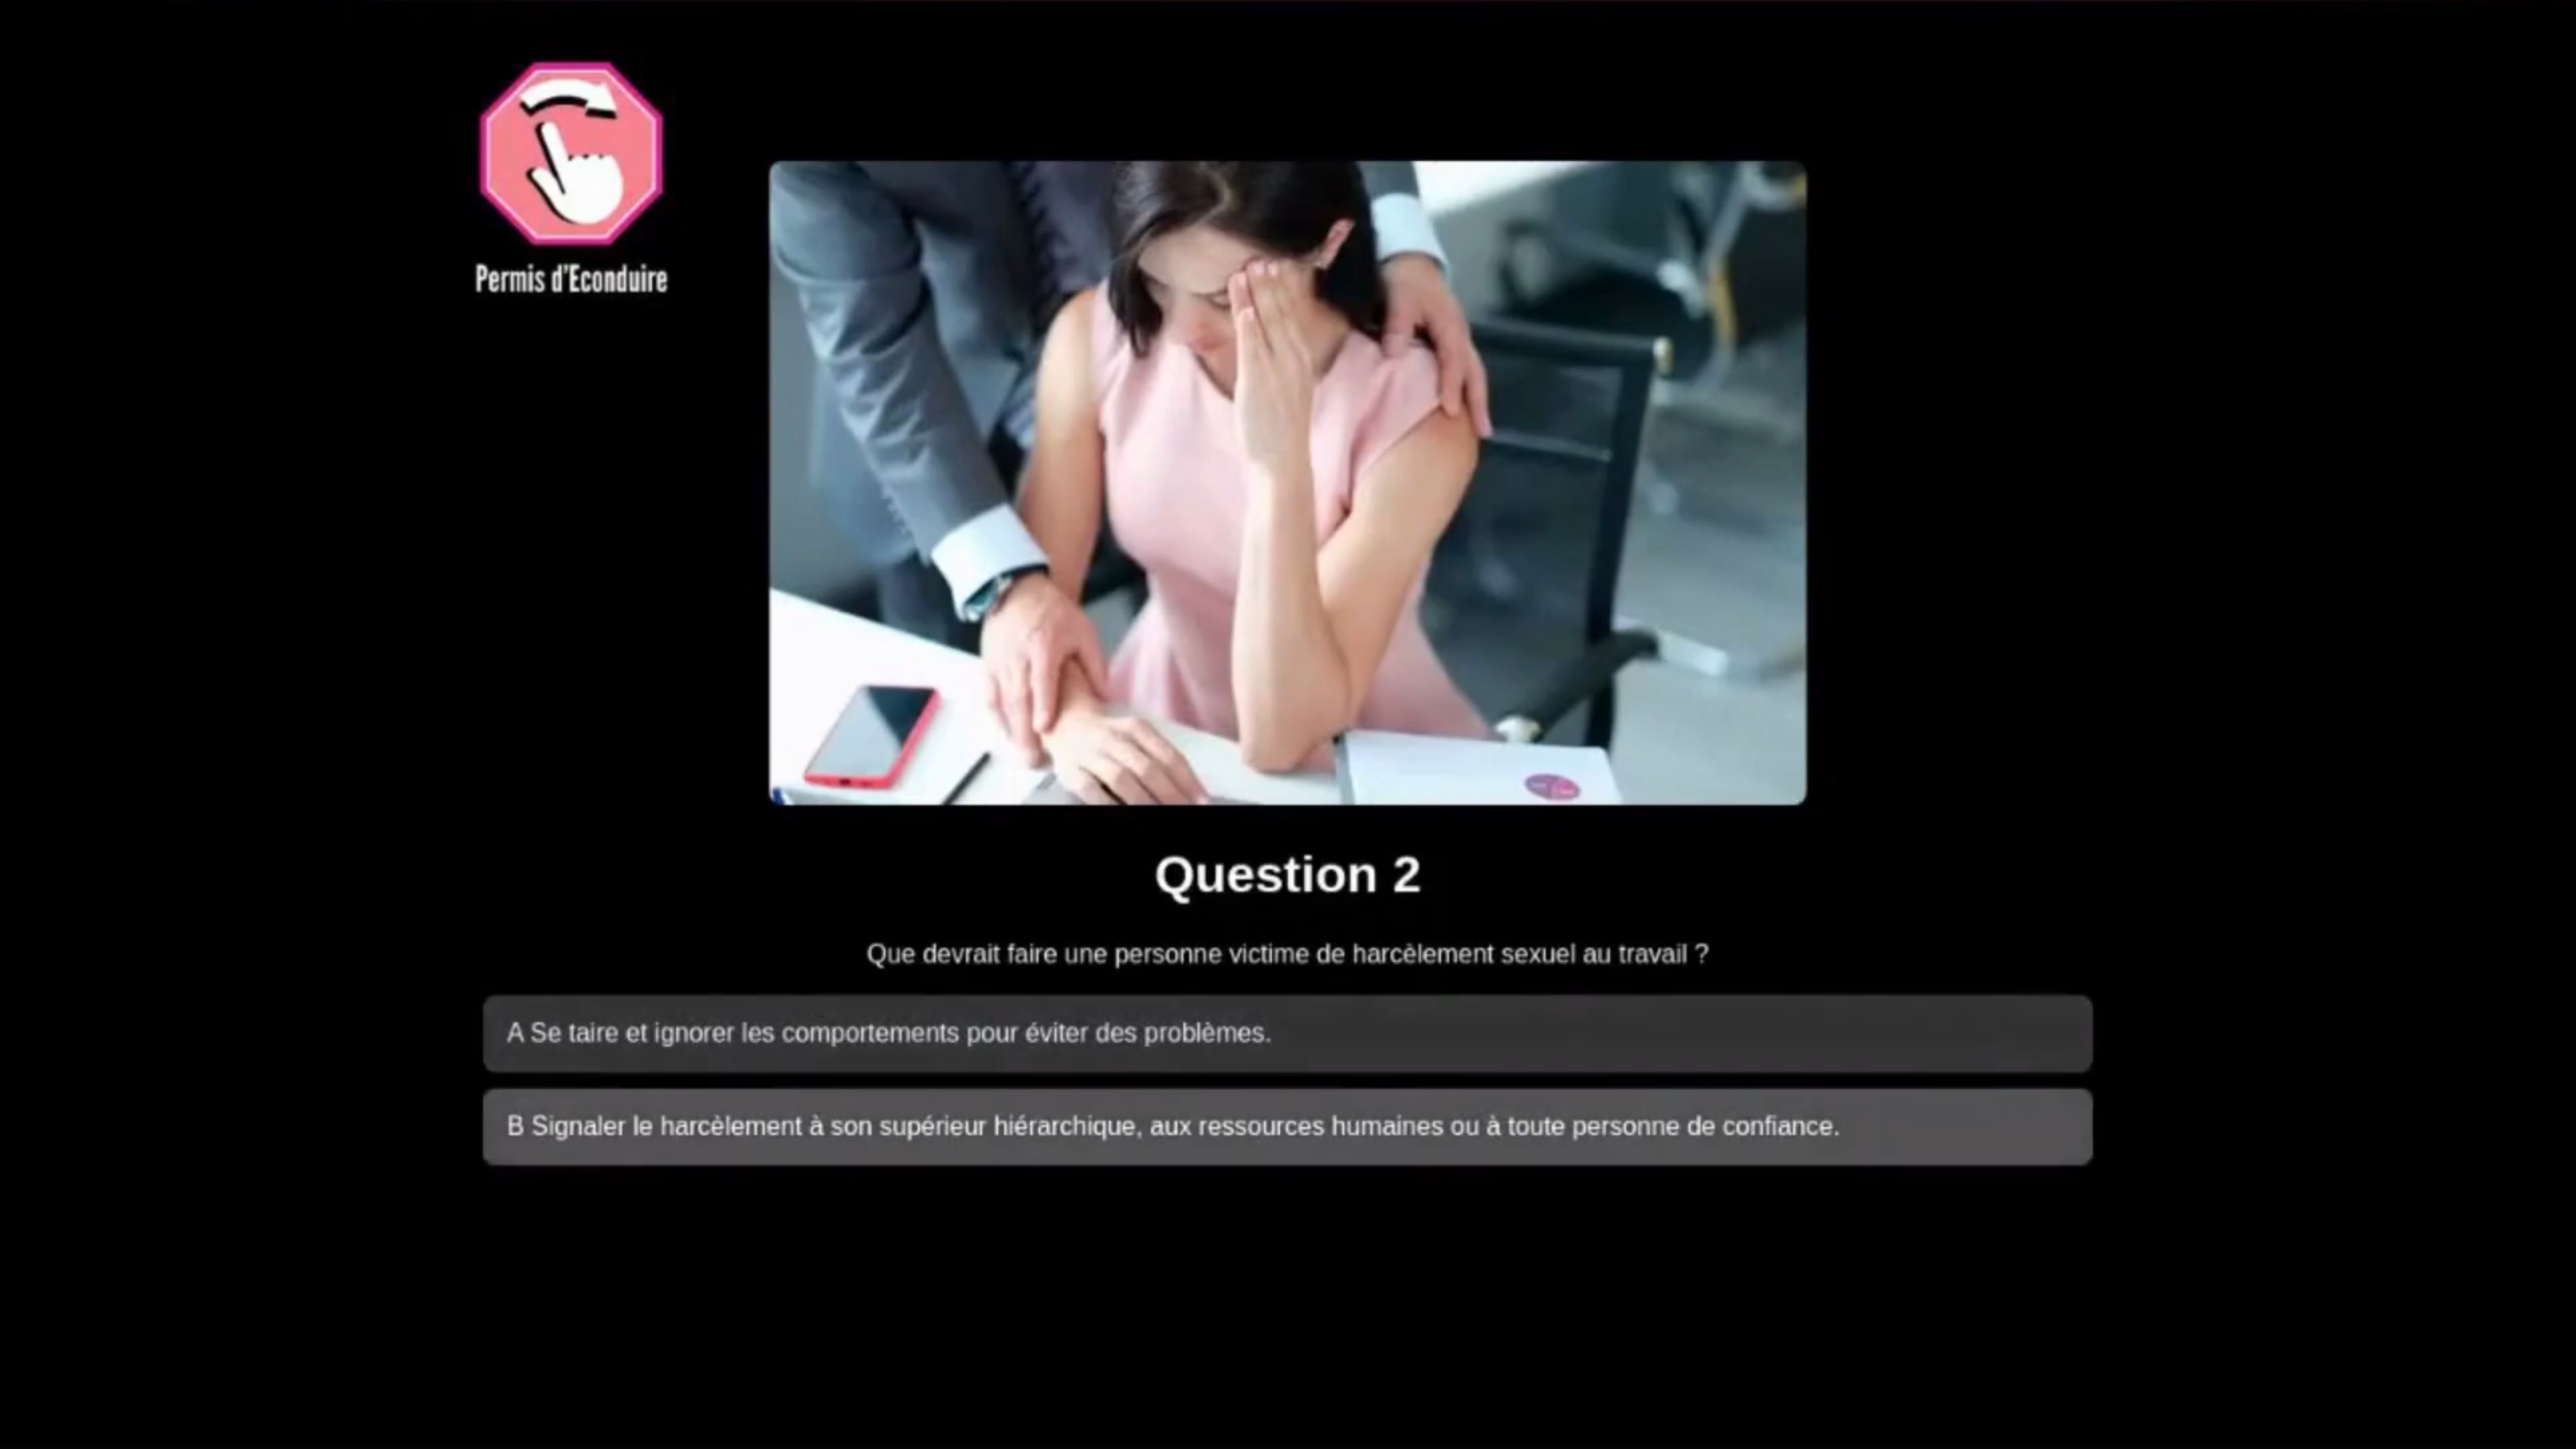 Permis d'Econduire
Question 2
Que devrait faire une personne victime de harcèlement sexuel au travail ?
A Se taire et ignorer les comportements pour éviter des problèmes.
B Signaler le harcèlement à son supérieur hiérarchique, aux ressources humaines ou à toute personne de confiance.